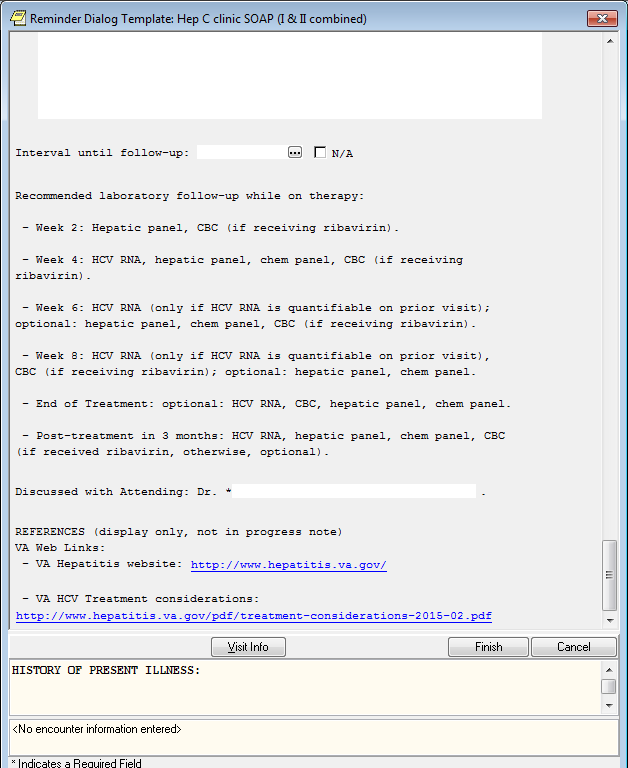 Reminder Dialog Template: Hep C clinic SOAP (I & II combined)
Interval until follow-up: ... N/A
Recommended laboratory follow-up while on therapy:
- Week 2: Hepatic panel, CBC (if receiving ribavirin).
- Week 4: HCV RNA, hepatic panel, chem panel, CBC (if receiving
ribavirin).
- Week 6: HCV RNA (only if HCV RNA is quantifiable on prior visit);
optional: hepatic panel, chem panel, CBC (if receiving ribavirin).
- Week 8: HCV RNA (only if HCV RNA is quantifiable on prior visit),
CBC (if receiving ribavirin); optional: hepatic panel, chem panel.
- End of Treatment: optional: HCV RNA, CBC, hepatic panel, chem panel.
- Post-treatment in 3 months: HCV RNA, hepatic panel, chem panel, CBC
(if received ribavirin, otherwise, optional).
Discussed with Attending: Dr. * .
REFERENCES (display only, not in progress note)
VA Web Links:
- VA Hepatitis website: http://www.hepatitis.va.gov/
- VA HCV Treatment considerations:
http://www.hepatitis.va.gov/pdf/treatment-considerations-2015-02.pdf
Visit Info Finish Cancel
HISTORY OF PRESENT ILLNESS:
<No encounter information entered>
* Indicates a Required Field